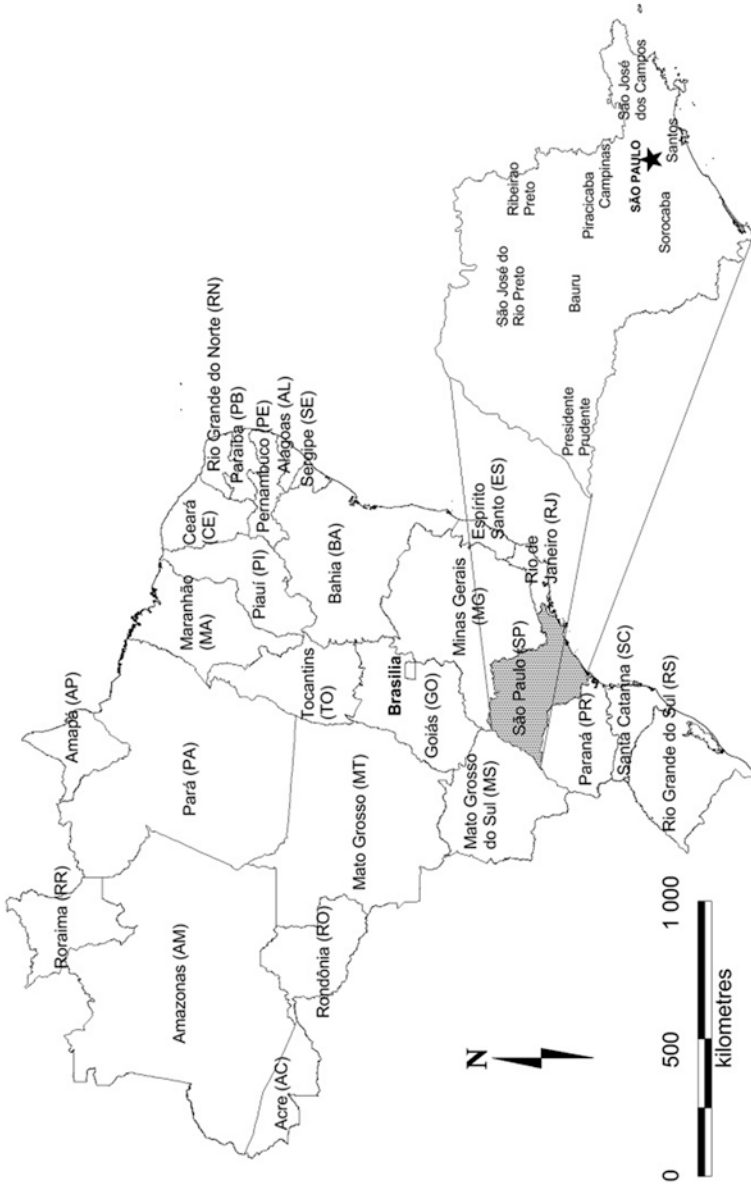 Roraima (RR)
Amapá (AP)
Amazonas (AM)
Pará (PA)
Maranhão
(MA)
Ceará
(CE)
Rio Grande do Norte (RN)
Paraíba (PB)
Pernambuco (PE)
Alagoas (AL)
Sergipe (SE)
Piauí (PI)
Acre (AC)
Rondônia (RO)
Tocantins
(TO)
Bahia (BA)
Mato Grosso (MT)
Brasilia
Goiás (GO)
Minas Gerais
(MG)
Espirito
Santo (ES)
Mato Grosso
do Sul (MS)
São Paulo (SP)
Rio de
Janeiro (RJ)
Paraná (PR)
Santa Catarina (SC)
Rio Grande do Sul (RS)
São José do
Rio Preto
Ribeirao
Preto
Presidente
Prudente
Bauru
Piracicaba
Campinas
São José
dos Campos
SÃO PAULO
Sorocaba
Santos
N
0
500
1 000
kilometres